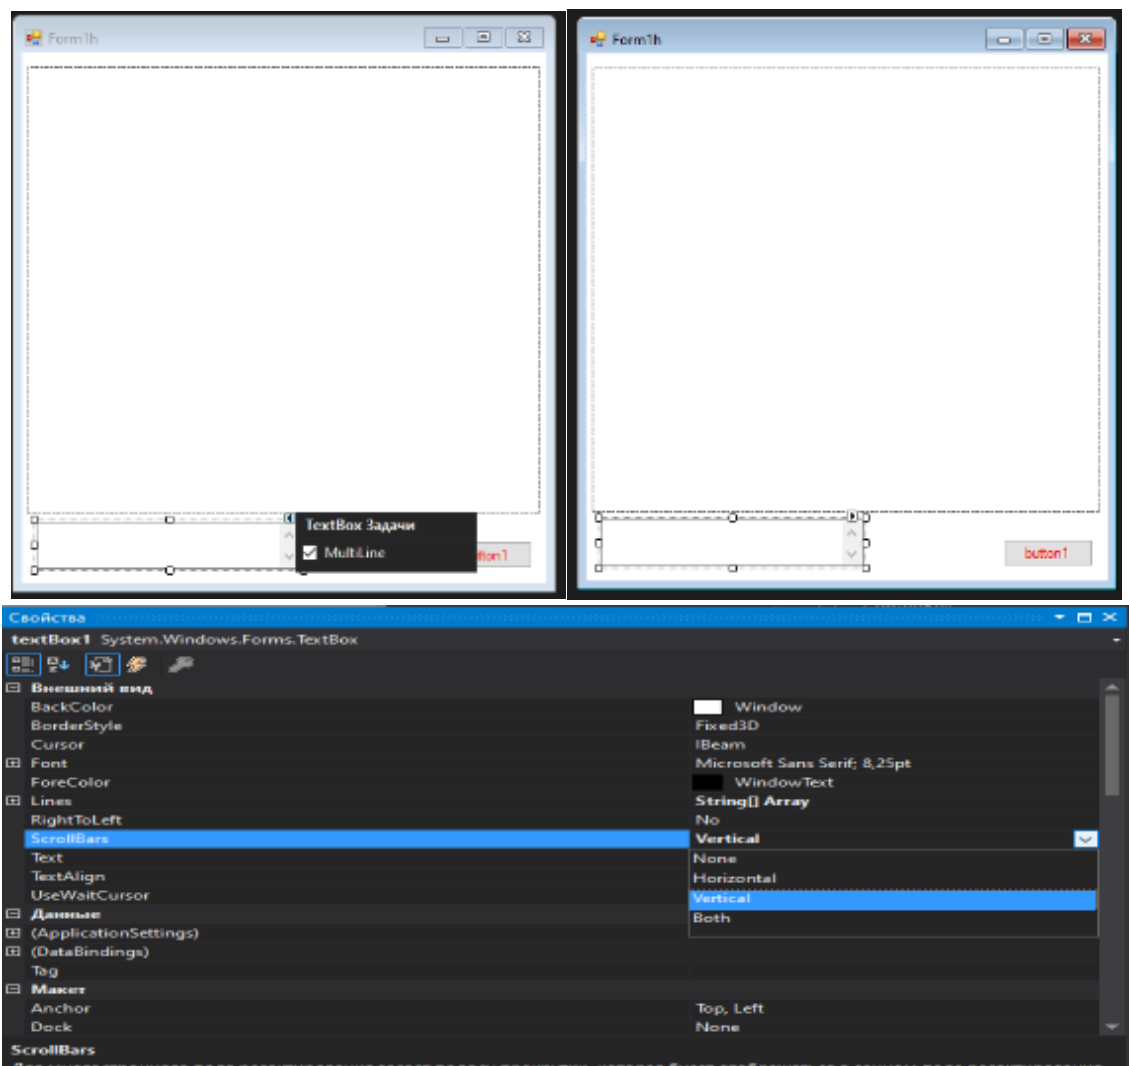 Form1h
TextBox Задачи
MultiLine
tton1
Form1h
button1
Свойства
textBox1 System.Windows.Forms.TextBox
Внешний вид
BackColor Window
BorderStyle Fixed3D
Cursor IBeam
Font Microsoft Sans Serif; 8,25pt
ForeColor WindowText
Lines String[] Array
RightToLeft No
ScrollBars Vertical
Text None
TextAlign Horizontal
UseWaitCursor Vertical
Данные Both
(ApplicationSettings)
(DataBindings)
Tag
Макет
Anchor Top, Left
Dock None
ScrollBars